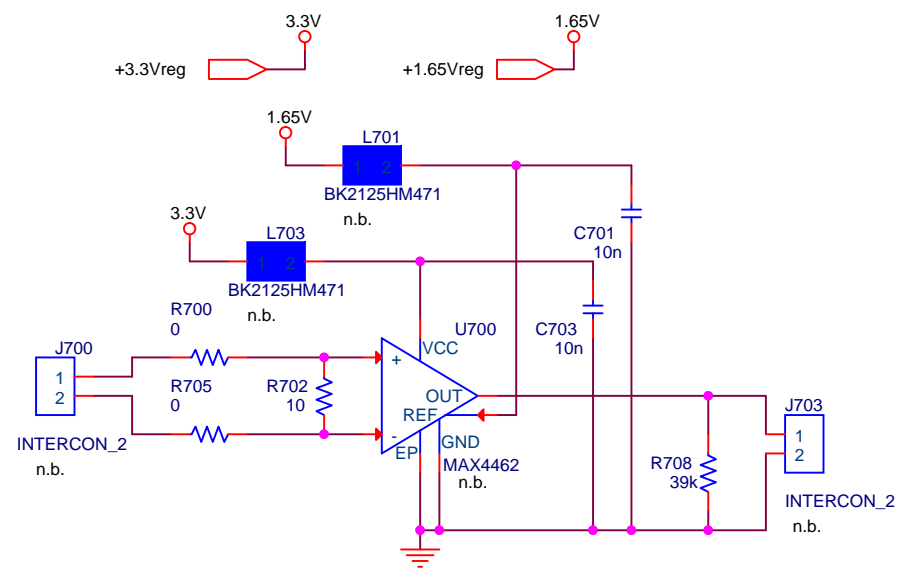 3.3V
1.65V
+3.3Vreg
+1.65Vreg
1.65V
L701
1 2
BK2125HM471
n.b.
3.3V
L703
1 2
BK2125HM471
n.b.
C701
10n
C703
10n
R700
0
J700
1
2
INTERCON_2
n.b.
R705
0
R702
10
U700
VCC
+
OUT
REF
-
GND
EP
MAX4462
n.b.
R708
39k
J703
1
2
INTERCON_2
n.b.